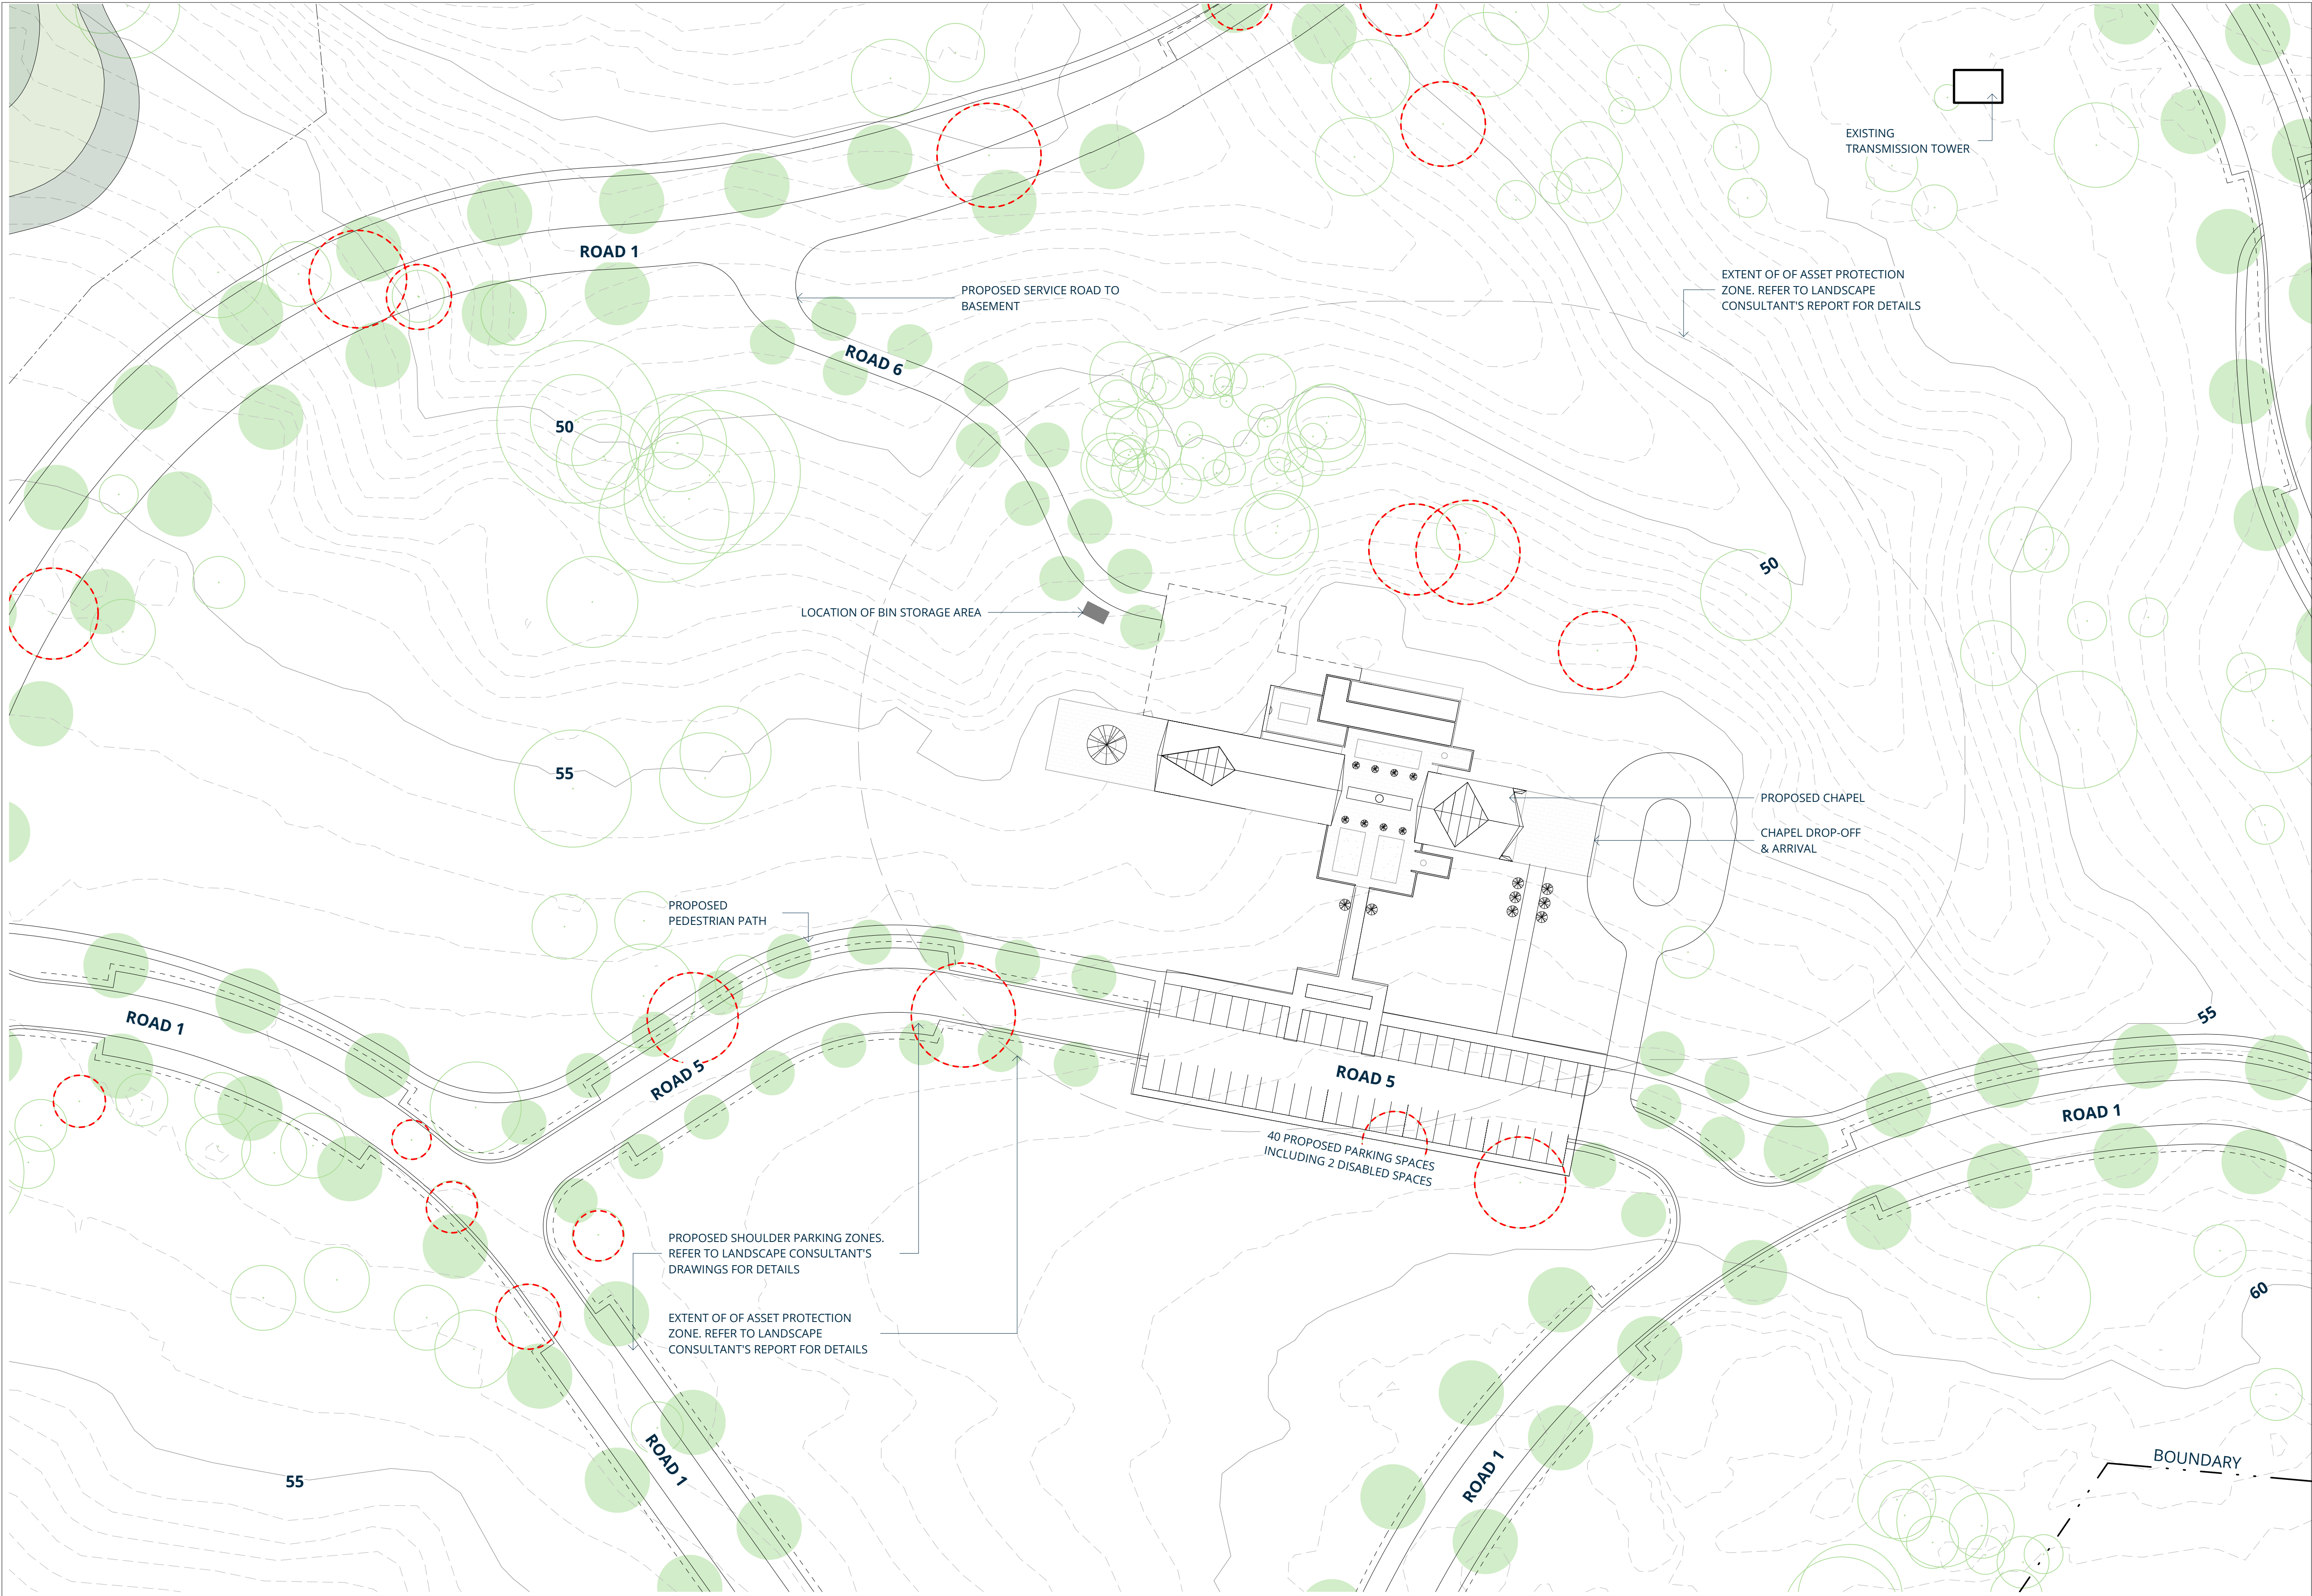 EXISTING
TRANSMISSION TOWER
ROAD 1
EXTENT OF OF ASSET PROTECTION
ZONE. REFER TO LANDSCAPE
CONSULTANT'S REPORT FOR DETAILS
PROPOSED SERVICE ROAD TO
BASEMENT
ROAD 6
50
50
LOCATION OF BIN STORAGE AREA
55
PROPOSED CHAPEL
CHAPEL DROP-OFF
& ARRIVAL
PROPOSED
PEDESTRIAN PATH
ROAD 1
55
ROAD 5
ROAD 5
ROAD 1
40 PROPOSED PARKING SPACES
INCLUDING 2 DISABLED SPACES
PROPOSED SHOULDER PARKING ZONES.
REFER TO LANDSCAPE CONSULTANT'S
DRAWINGS FOR DETAILS
60
EXTENT OF OF ASSET PROTECTION
ZONE. REFER TO LANDSCAPE
CONSULTANT'S REPORT FOR DETAILS
ROAD 1
ROAD 1
BOUNDARY
55